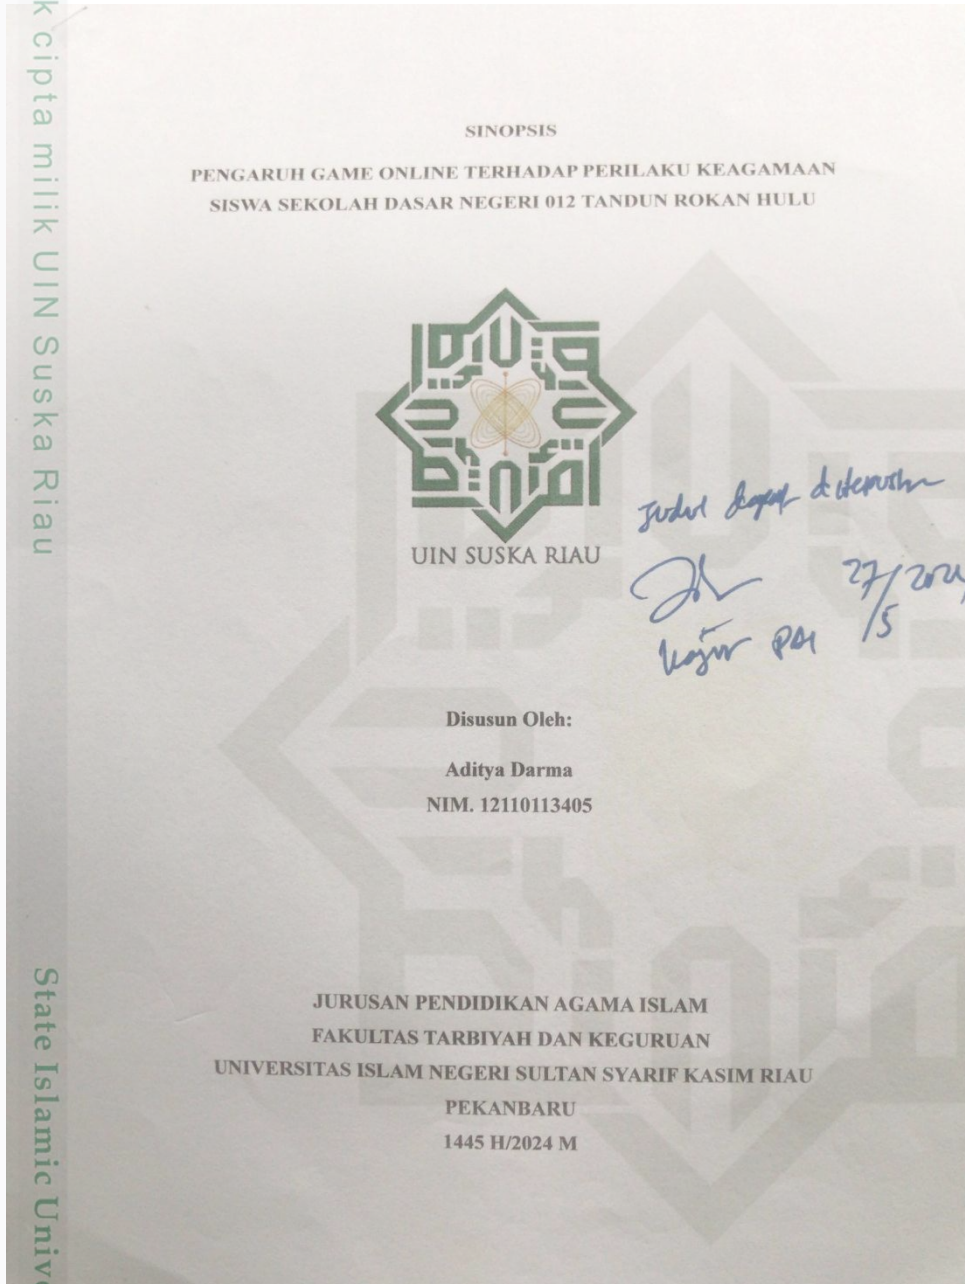 k cipta milik UIN Suska Riau
State Islamic Unive
SINOPSIS
PENGARUH GAME ONLINE TERHADAP PERILAKU KEAGAMAAN
SISWA SEKOLAH DASAR NEGERI 012 TANDUN ROKAN HULU
UIN SUSKA RIAU
Judul dapat diteruskan
27/5 2024
Kajur PAI
Disusun Oleh:
Aditya Darma
NIM. 12110113405
JURUSAN PENDIDIKAN AGAMA ISLAM
FAKULTAS TARBIYAH DAN KEGURUAN
UNIVERSITAS ISLAM NEGERI SULTAN SYARIF KASIM RIAU
PEKANBARU
1445 H/2024 M